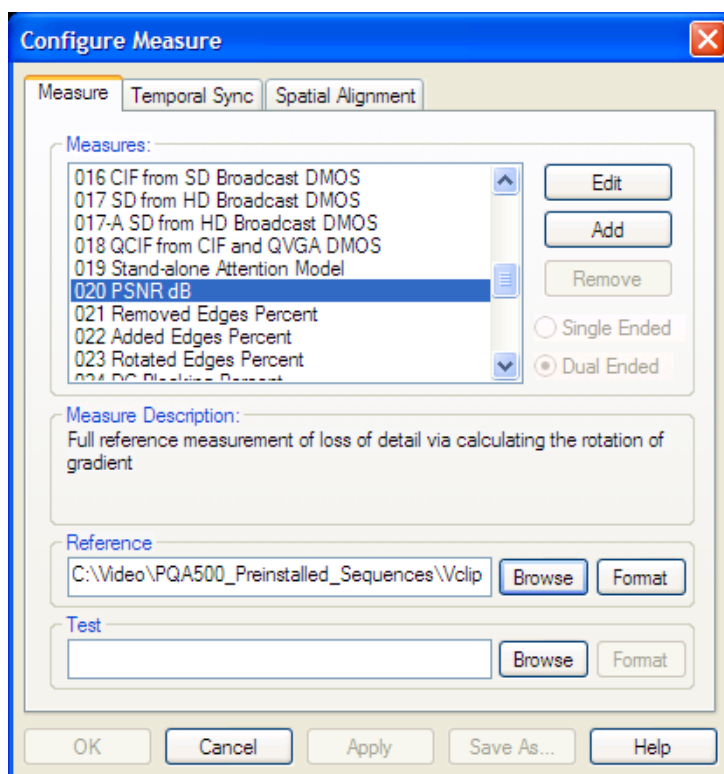 Configure Measure
Measure
Temporal Sync
Spatial Alignment
Measures:
016 CIF from SD Broadcast DMOS
017 SD from HD Broadcast DMOS
017-A SD from HD Broadcast DMOS
018 QCIF from CIF and QVGA DMOS
019 Stand-alone Attention Model
020 PSNR dB
021 Removed Edges Percent
022 Added Edges Percent
023 Rotated Edges Percent
024 DC Blocking Percent
Edit
Add
Remove
Single Ended
Dual Ended
Measure Description:
Full reference measurement of loss of detail via calculating the rotation of
gradient
Reference
C:\Video\PQA500_Preinstalled_Sequences\Vclip
Browse
Format
Test
Browse
Format
OK
Cancel
Apply
Save As...
Help